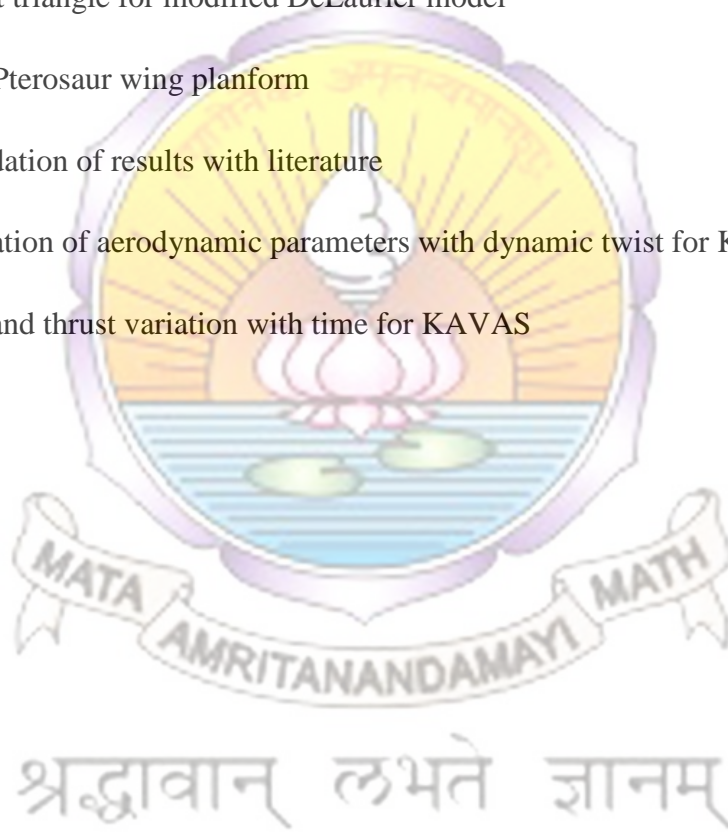 triangle for modified DeLaurier model
Pterosaur wing planform
dation of results with literature
ation of aerodynamic parameters with dynamic twist for K
and thrust variation with time for KAVAS
MATA AMRITANANDAMAYI MATH
श्रद्धावान् लभते ज्ञानम्